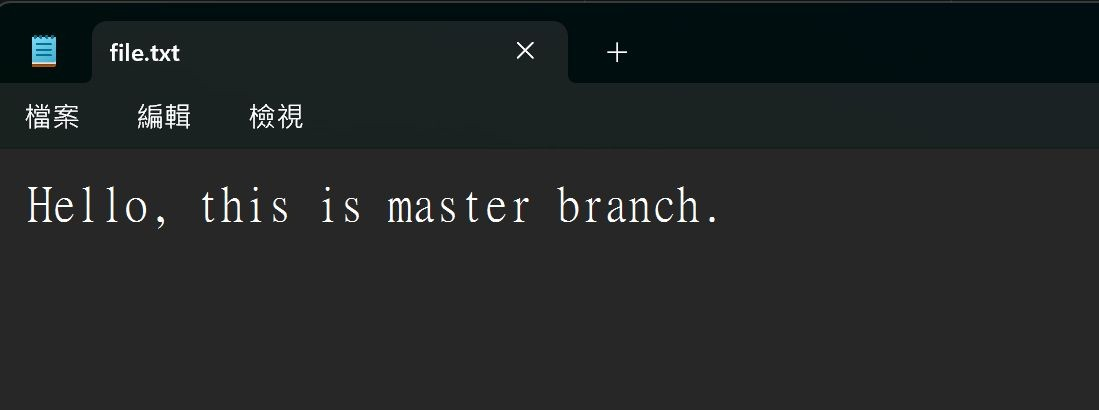 file.txt
檔案 編輯 檢視
Hello, this is master branch.